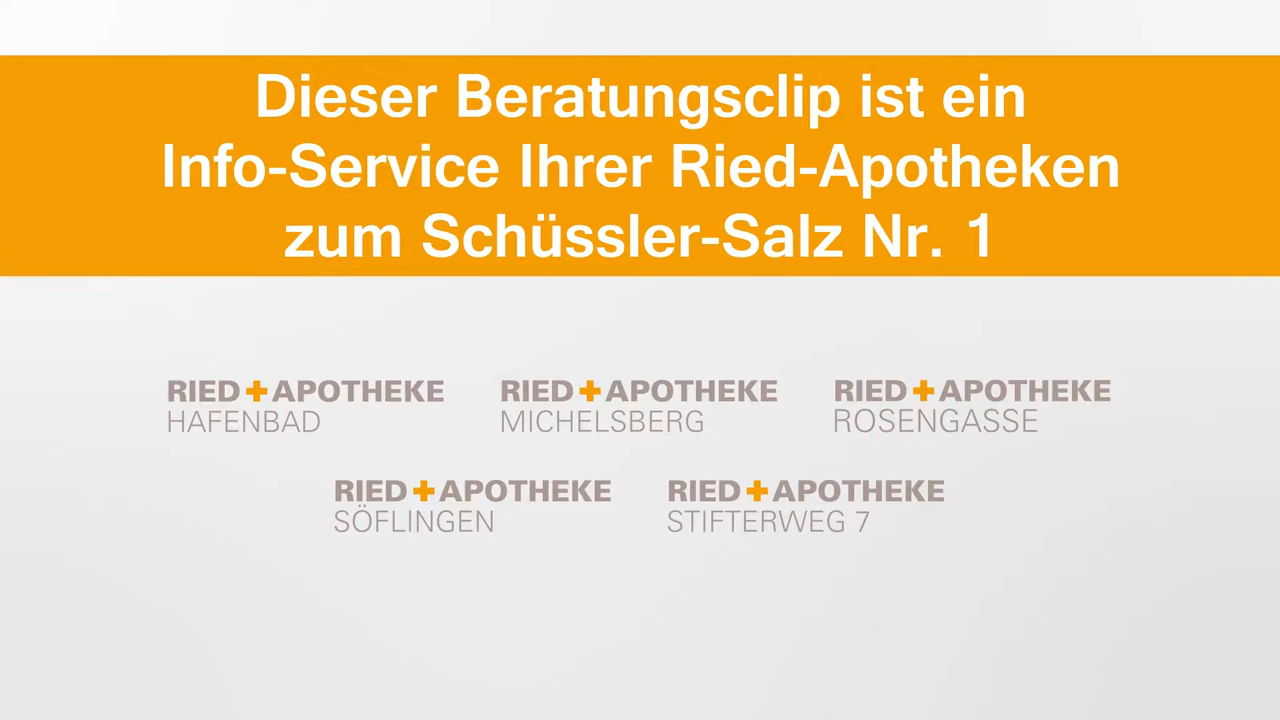 Dieser Beratungsclip ist ein
Info-Service Ihrer Ried-Apotheken
zum Schüssler-Salz Nr. 1
RIED+APOTHEKE
HAFENBAD
RIED+APOTHEKE
MICHELSBERG
RIED+APOTHEKE
ROSENGASSE
RIED+APOTHEKE
SÖFLINGEN
RIED+APOTHEKE
STIFTERWEG 7